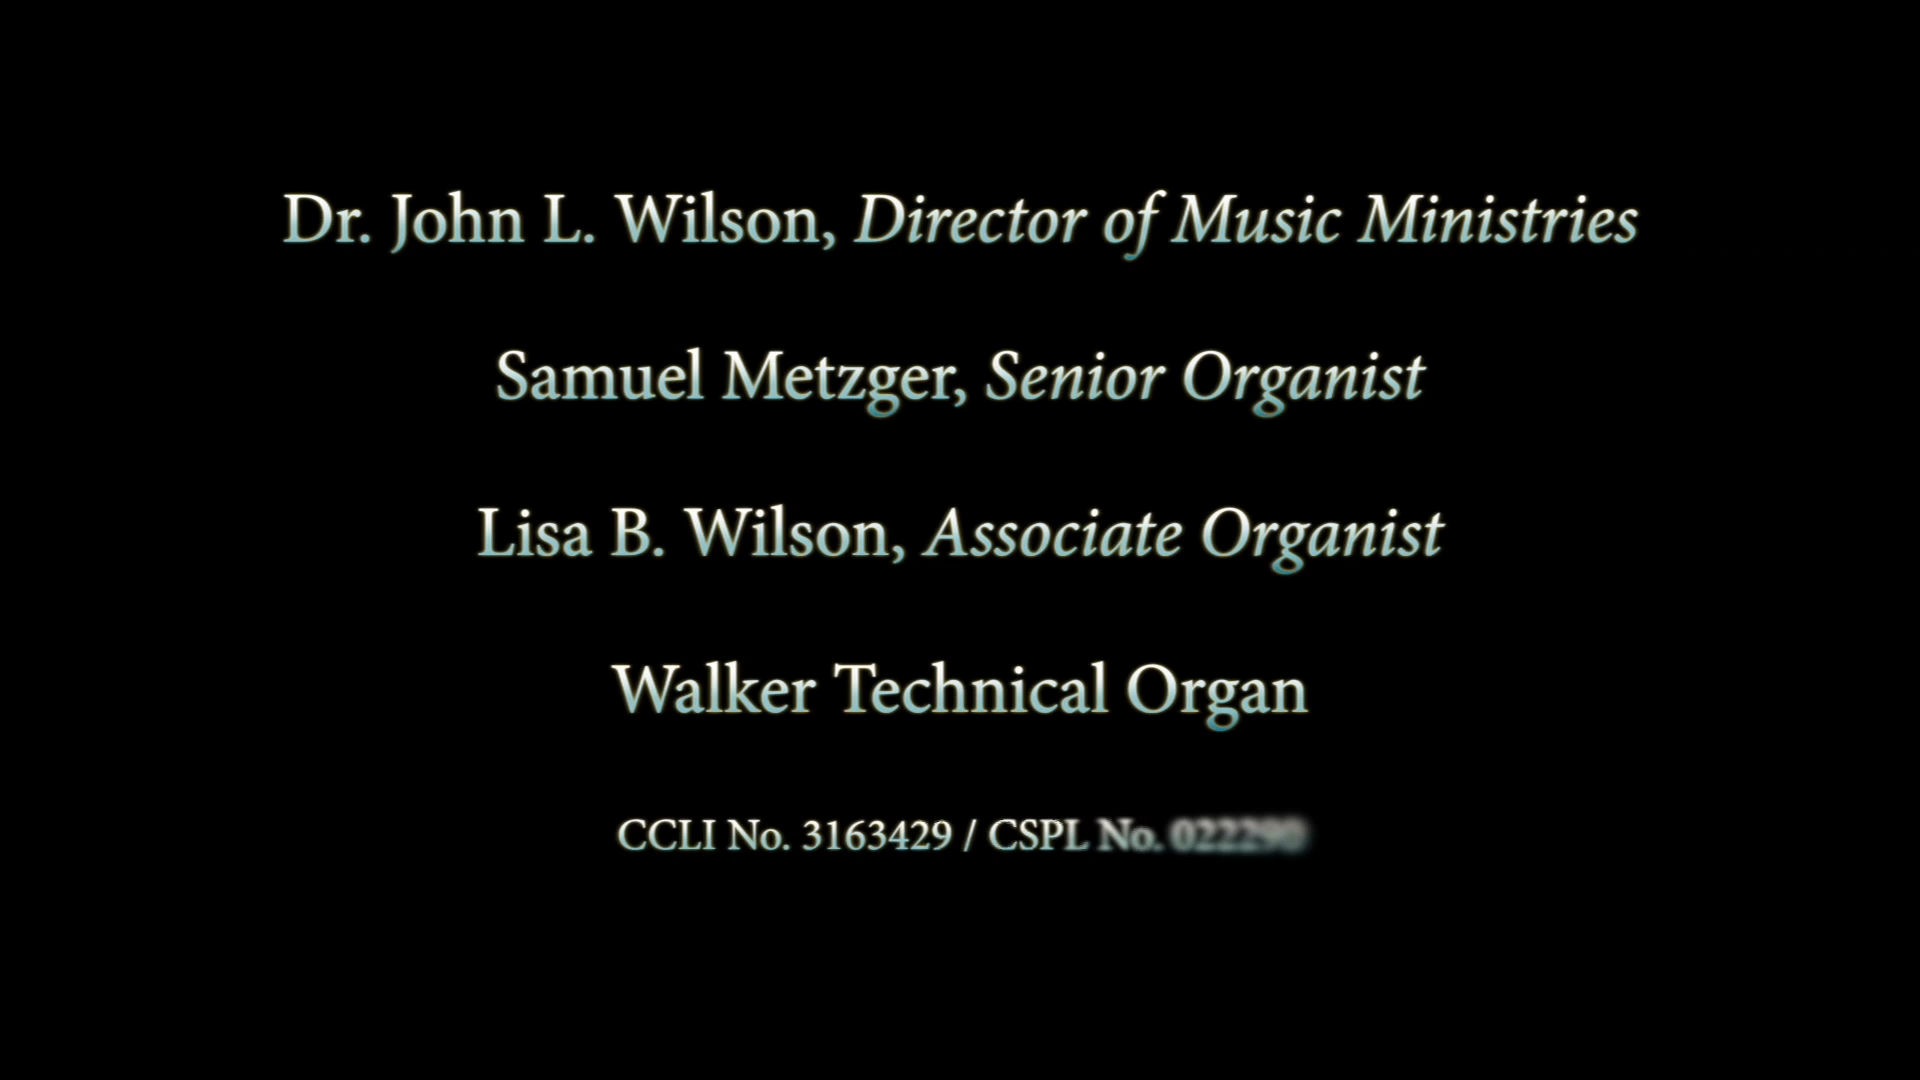 Dr. John L. Wilson, Director of Music Ministries
Samuel Metzger, Senior Organist
Lisa B. Wilson, Associate Organist
Walker Technical Organ
CCLI No. 3163429 / CSPL No.